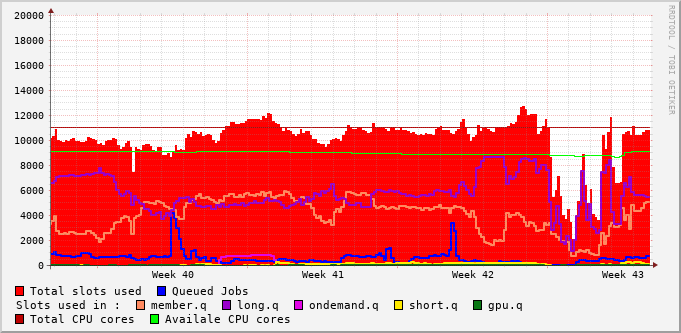 20000
18000
16000
14000
12000
10000
8000
6000
4000
2000
0
Week 40 Week 41 Week 42 Week 43
Total slots used Queued Jobs
Slots used in : member.q long.q ondemand.q short.q gpu.q
Total CPU cores Availale CPU cores
RRDTOOL / TOBI OETIKER